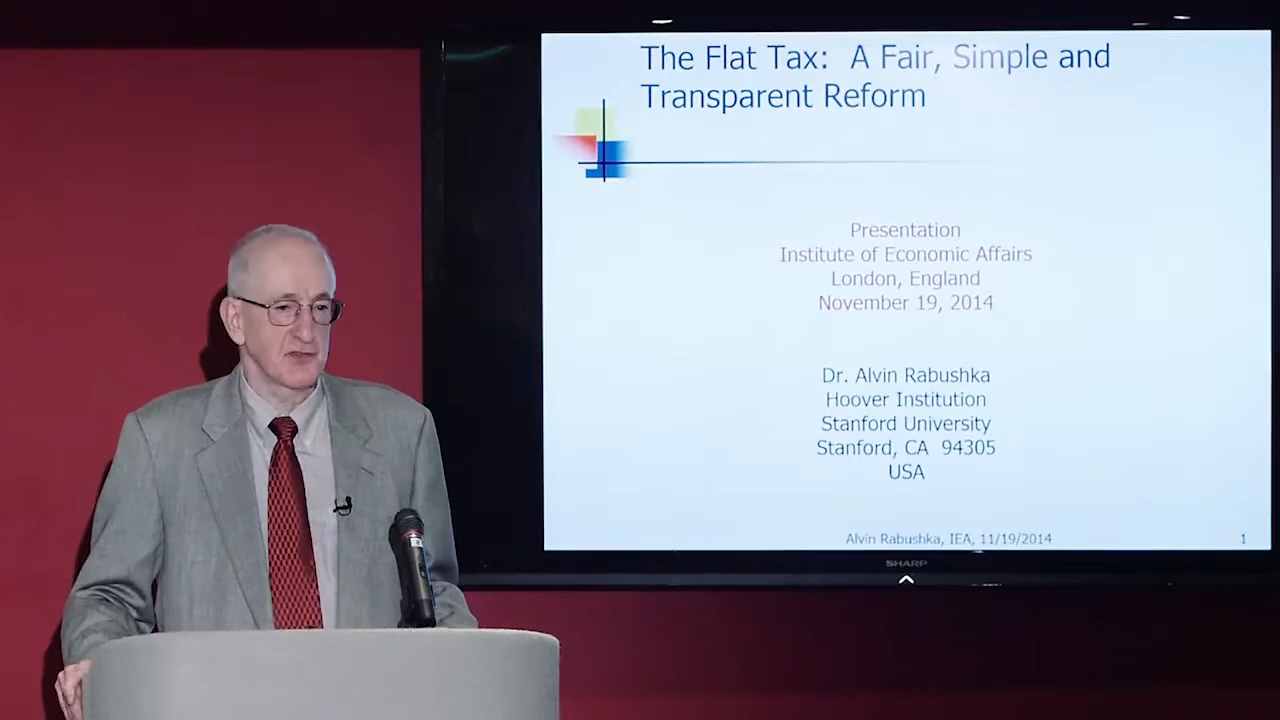 The Flat Tax: A Fair, Simple and
Transparent Reform
Presentation
Institute of Economic Affairs
London, England
November 19, 2014
Dr. Alvin Rabushka
Hoover Institution
Stanford University
Stanford, CA 94305
USA
Alvin Rabushka, IEA, 11/19/2014
1
SHARP